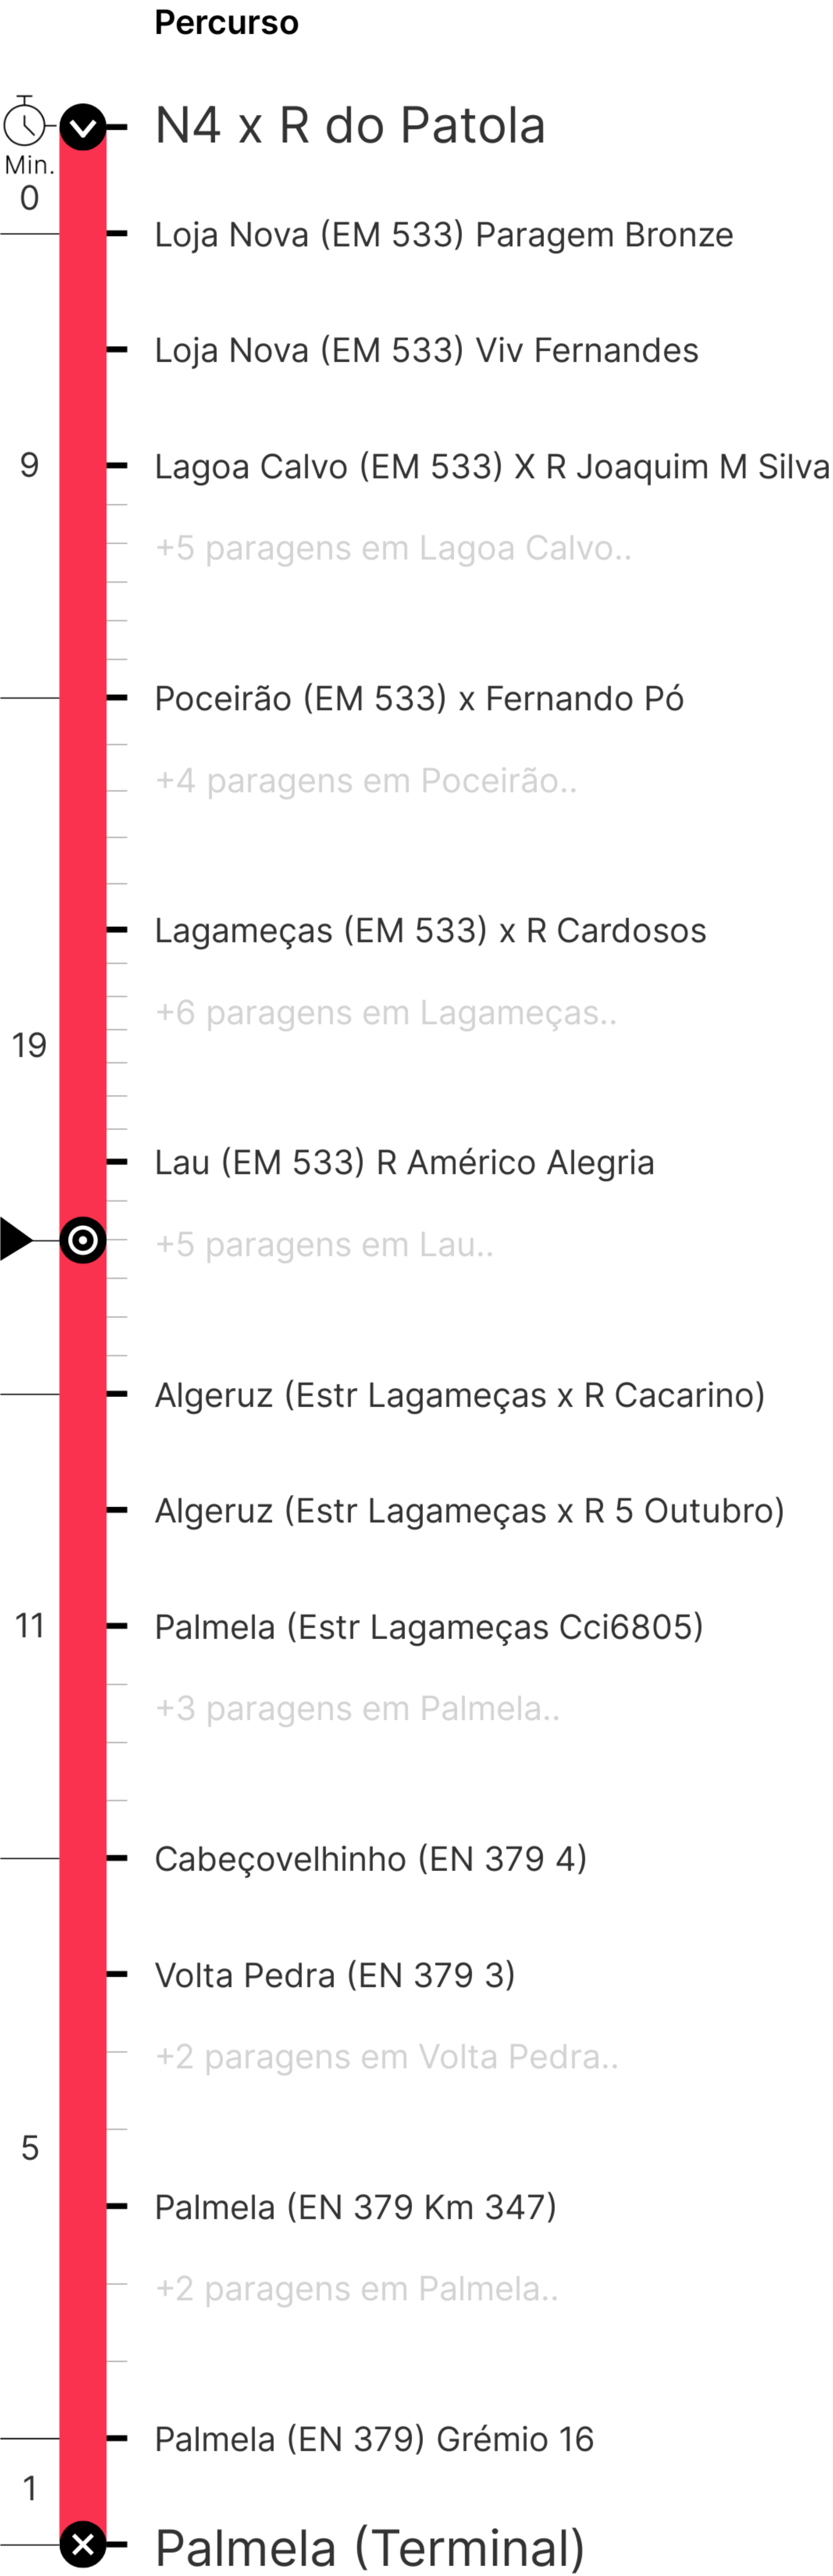 Percurso
N4 x R do Patola
Min.
0
Loja Nova (EM 533) Paragem Bronze
Loja Nova (EM 533) Viv Fernandes
9
Lagoa Calvo (EM 533) X R Joaquim M Silva
+5 paragens em Lagoa Calvo..
Poceirão (EM 533) x Fernando Pó
+4 paragens em Poceirão..
Lagameças (EM 533) x R Cardosos
+6 paragens em Lagameças..
19
Lau (EM 533) R Américo Alegria
+5 paragens em Lau..
Algeruz (Estr Lagameças x R Cacarino)
Algeruz (Estr Lagameças x R 5 Outubro)
11
Palmela (Estr Lagameças Cci6805)
+3 paragens em Palmela..
Cabeçovelhinho (EN 379 4)
Volta Pedra (EN 379 3)
+2 paragens em Volta Pedra..
5
Palmela (EN 379 Km 347)
+2 paragens em Palmela..
Palmela (EN 379) Grémio 16
1
Palmela (Terminal)